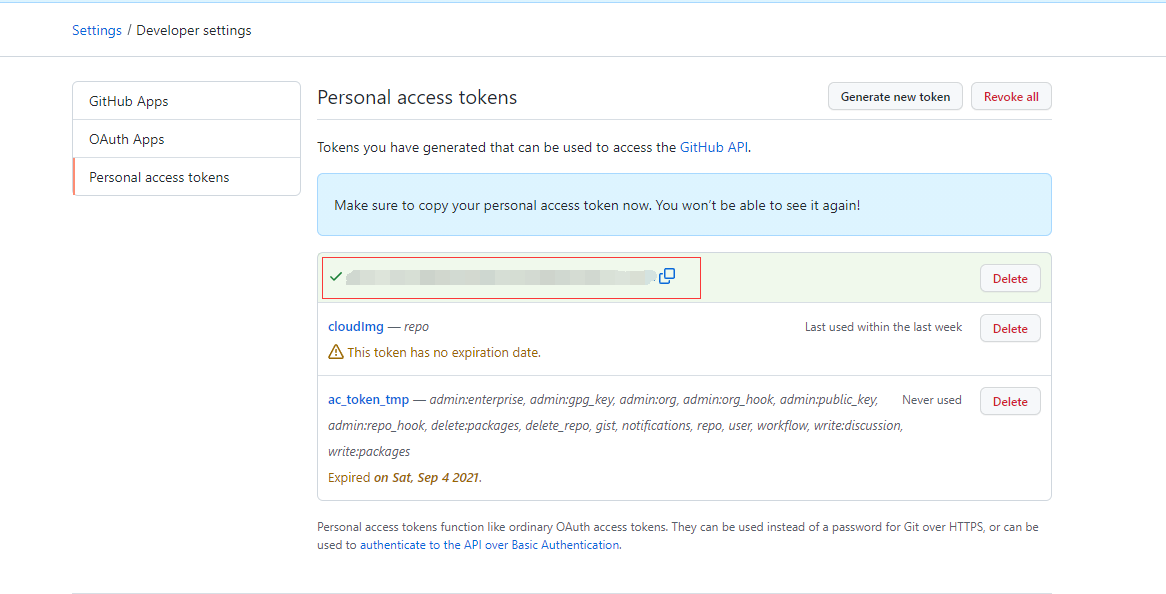 Settings / Developer settings
GitHub Apps
OAuth Apps
Personal access tokens
Personal access tokens
Generate new token
Revoke all
Tokens you have generated that can be used to access the GitHub API.
Make sure to copy your personal access token now. You won’t be able to see it again!
Delete
cloudImg — repo
Last used within the last week
Delete
This token has no expiration date.
ac_token_tmp — admin:enterprise, admin:gpg_key, admin:org, admin:org_hook, admin:public_key,
Never used
Delete
admin:repo_hook, delete:packages, delete_repo, gist, notifications, repo, user, workflow, write:discussion,
write:packages
Expired on Sat, Sep 4 2021.
Personal access tokens function like ordinary OAuth access tokens. They can be used instead of a password for Git over HTTPS, or can be
used to authenticate to the API over Basic Authentication.